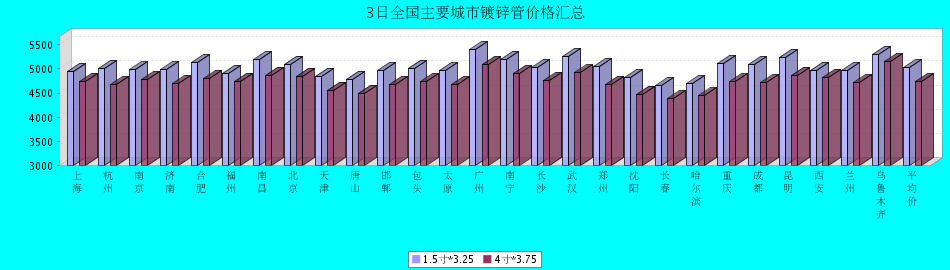 3日全国主要城市镀锌管价格汇总
5500
5000
4500
4000
3500
3000
上海 杭州 南京 济南 合肥 福州 南昌 北京 天津 唐山 邯郸 包头 太原 广州 南宁 长沙 武汉 郑州 沈阳 长春 哈尔滨 重庆 成都 昆明 西安 兰州 乌鲁木齐 平均价
1.5寸*3.25 4寸*3.75